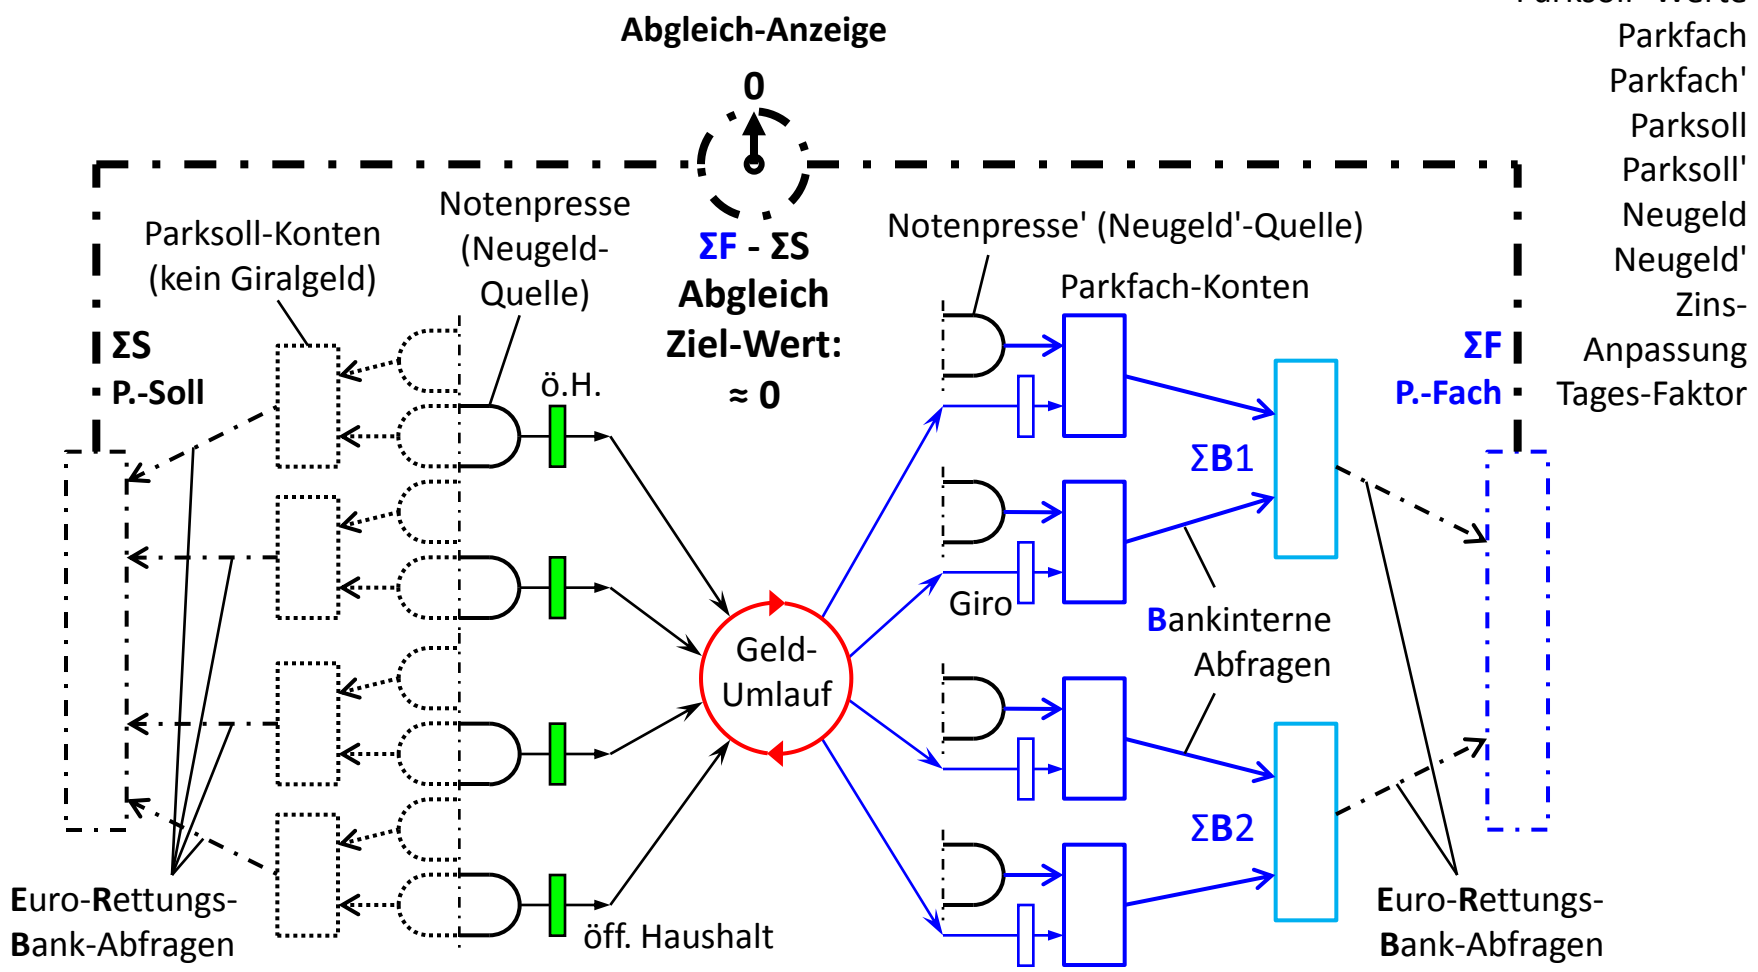 Abgleich-Anzeige
0
Notenpresse
(Neugeld-
Quelle)
Parksoll-Konten
(kein Giralgeld)
ΣS
P.-Soll
ΣF - ΣS
Abgleich
Ziel-Wert:
≈ 0
ö.H.
Notenpresse' (Neugeld'-Quelle)
Parkfach-Konten
Parkfach
Parkfach'
Parksoll
Parksoll'
Neugeld
Neugeld'
Zins-
Anpassung
Tages-Faktor
ΣF
P.-Fach
ΣB1
Giro
Geld-
Umlauf
Bankinterne
Abfragen
ΣB2
Euro-Rettungs-
Bank-Abfragen
öff. Haushalt
Euro-Rettungs-
Bank-Abfragen